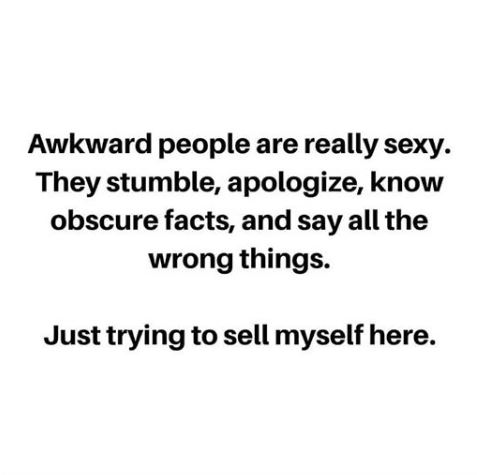 Awkward people are really sexy.
They stumble, apologize, know
obscure facts, and say all the
wrong things.
Just trying to sell myself here.